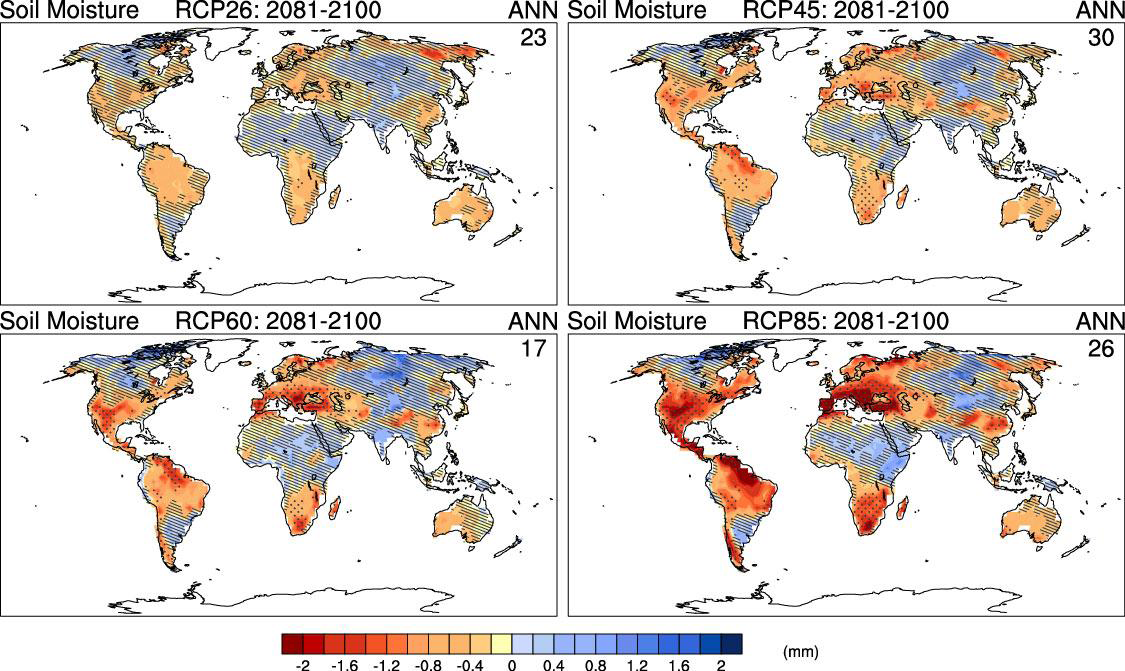 Soil Moisture RCP26: 2081-2100 ANN
23
Soil Moisture RCP45: 2081-2100 ANN
30
Soil Moisture RCP60: 2081-2100 ANN
17
Soil Moisture RCP85: 2081-2100 ANN
26
-2 -1.6 -1.2 -0.8 -0.4 0 0.4 0.8 1.2 1.6 2 (mm)